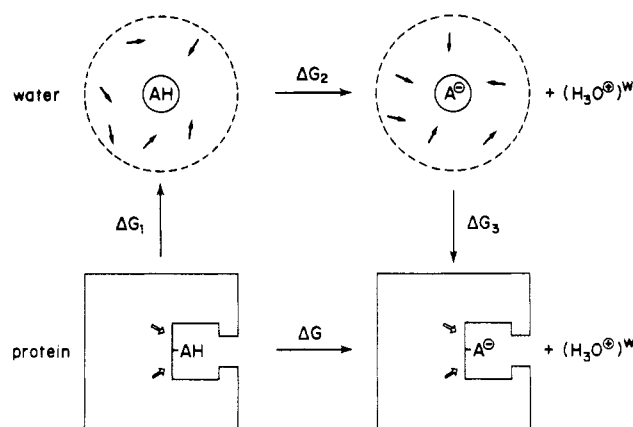 water AH ΔG₂ A⊖ + (H₃O⊕)ᵂ
ΔG₁ ΔG₃
protein AH ΔG A⊖ + (H₃O⊕)ᵂ